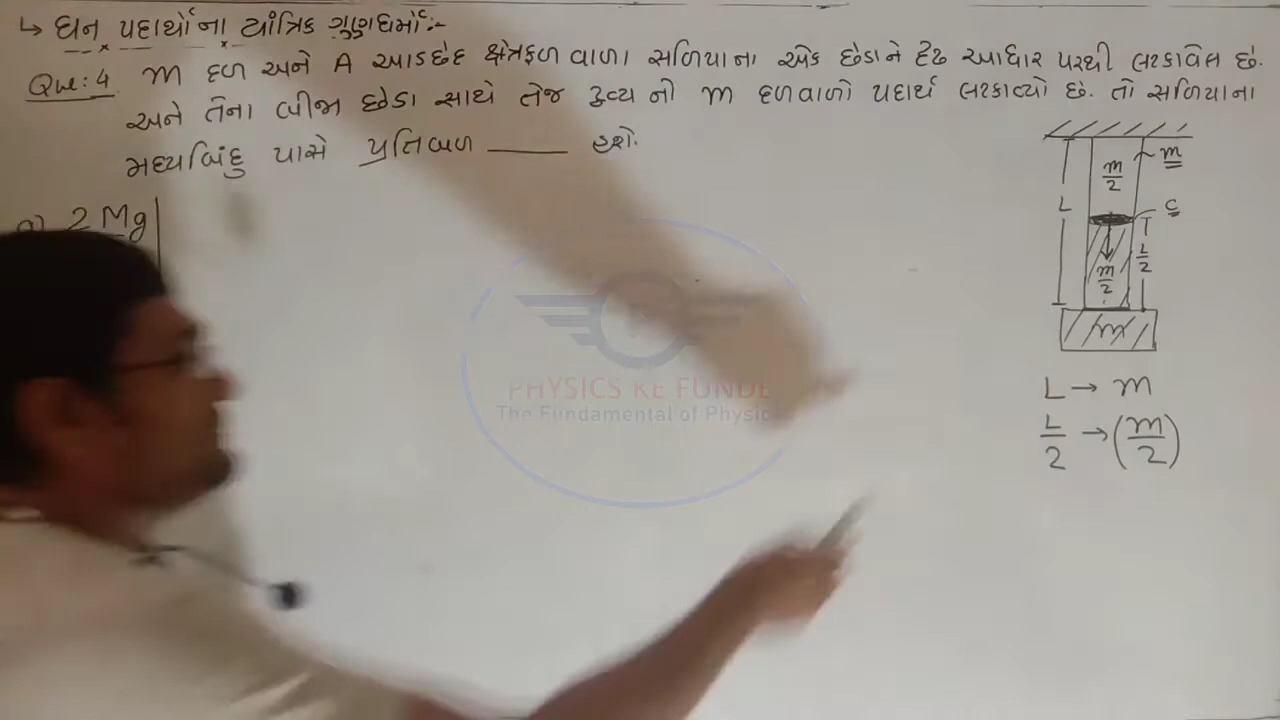 ↳ ઘન પદાર્થોના યાંત્રિક ગુણધર્મો:-
Que: 4 m દળ અને A આડછેદ ક્ષેત્રફળ વાળા સળિયાના એક છેડાને દ્રઢ આધાર પરથી લટકાવેલ છે.
અને તેના બીજા છેડા સાથે તેજ દ્રવ્ય નો m દળવાળો પદાર્થ લટકાવ્યો છે. તો સળિયાના
મધ્યબિંદુ પાસે પ્રતિબળ ____ હશે.
2 Mg
m
m/2
L
C
L/2
m/2
m
L → m
L/2 → (m/2)
PHYSICS KE FUNDE
The Fundamental of Physic